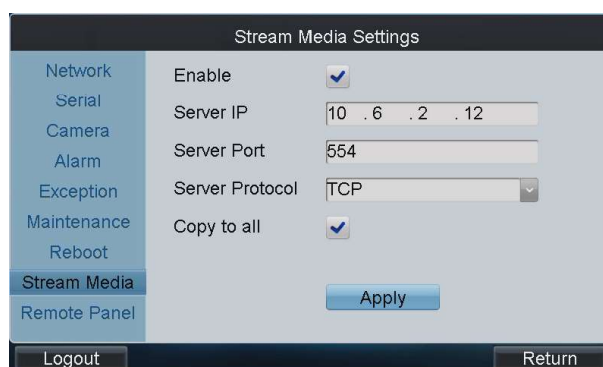 Stream Media Settings
Network
Serial
Camera
Alarm
Exception
Maintenance
Reboot
Stream Media
Remote Panel
Enable
Server IP
10 . 6 . 2 . 12
Server Port
554
Server Protocol
TCP
Copy to all
Apply
Logout
Return